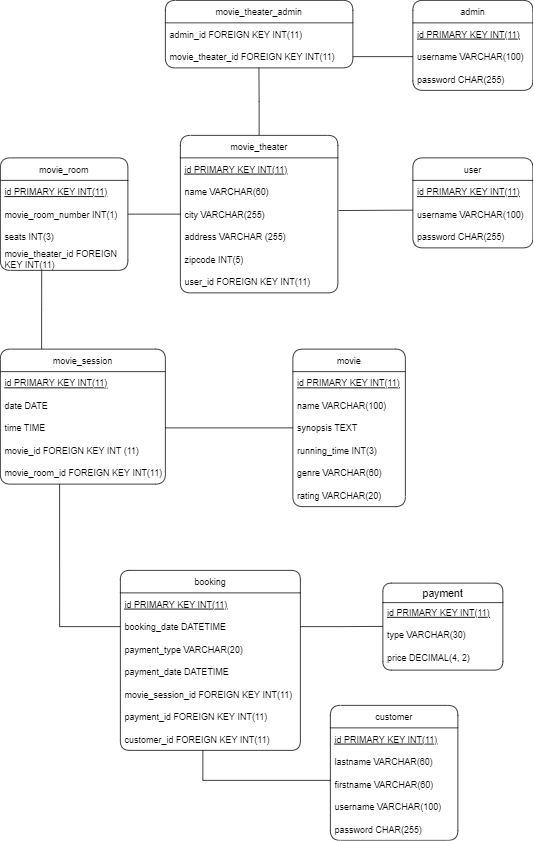 movie_theater_admin
admin_id FOREIGN KEY INT(11)
movie_theater_id FOREIGN KEY INT(11)
admin
id PRIMARY KEY INT(11)
username VARCHAR(100)
password CHAR(255)
movie_theater
id PRIMARY KEY INT(11)
name VARCHAR(60)
city VARCHAR(255)
address VARCHAR (255)
zipcode INT(5)
user_id FOREIGN KEY INT(11)
movie_room
id PRIMARY KEY INT(11)
movie_room_number INT(1)
seats INT(3)
movie_theater_id FOREIGN
KEY INT(11)
user
id PRIMARY KEY INT(11)
username VARCHAR(100)
password CHAR(255)
movie_session
id PRIMARY KEY INT(11)
date DATE
time TIME
movie_id FOREIGN KEY INT (11)
movie_room_id FOREIGN KEY INT(11)
movie
id PRIMARY KEY INT(11)
name VARCHAR(100)
synopsis TEXT
running_time INT(3)
genre VARCHAR(60)
rating VARCHAR(20)
booking
id PRIMARY KEY INT(11)
booking_date DATETIME
payment_type VARCHAR(20)
payment_date DATETIME
movie_session_id FOREIGN KEY INT(11)
payment_id FOREIGN KEY INT(11)
customer_id FOREIGN KEY INT(11)
payment
id PRIMARY KEY INT(11)
type VARCHAR(30)
price DECIMAL(4, 2)
customer
id PRIMARY KEY INT(11)
lastname VARCHAR(60)
firstname VARCHAR(60)
username VARCHAR(100)
password CHAR(255)